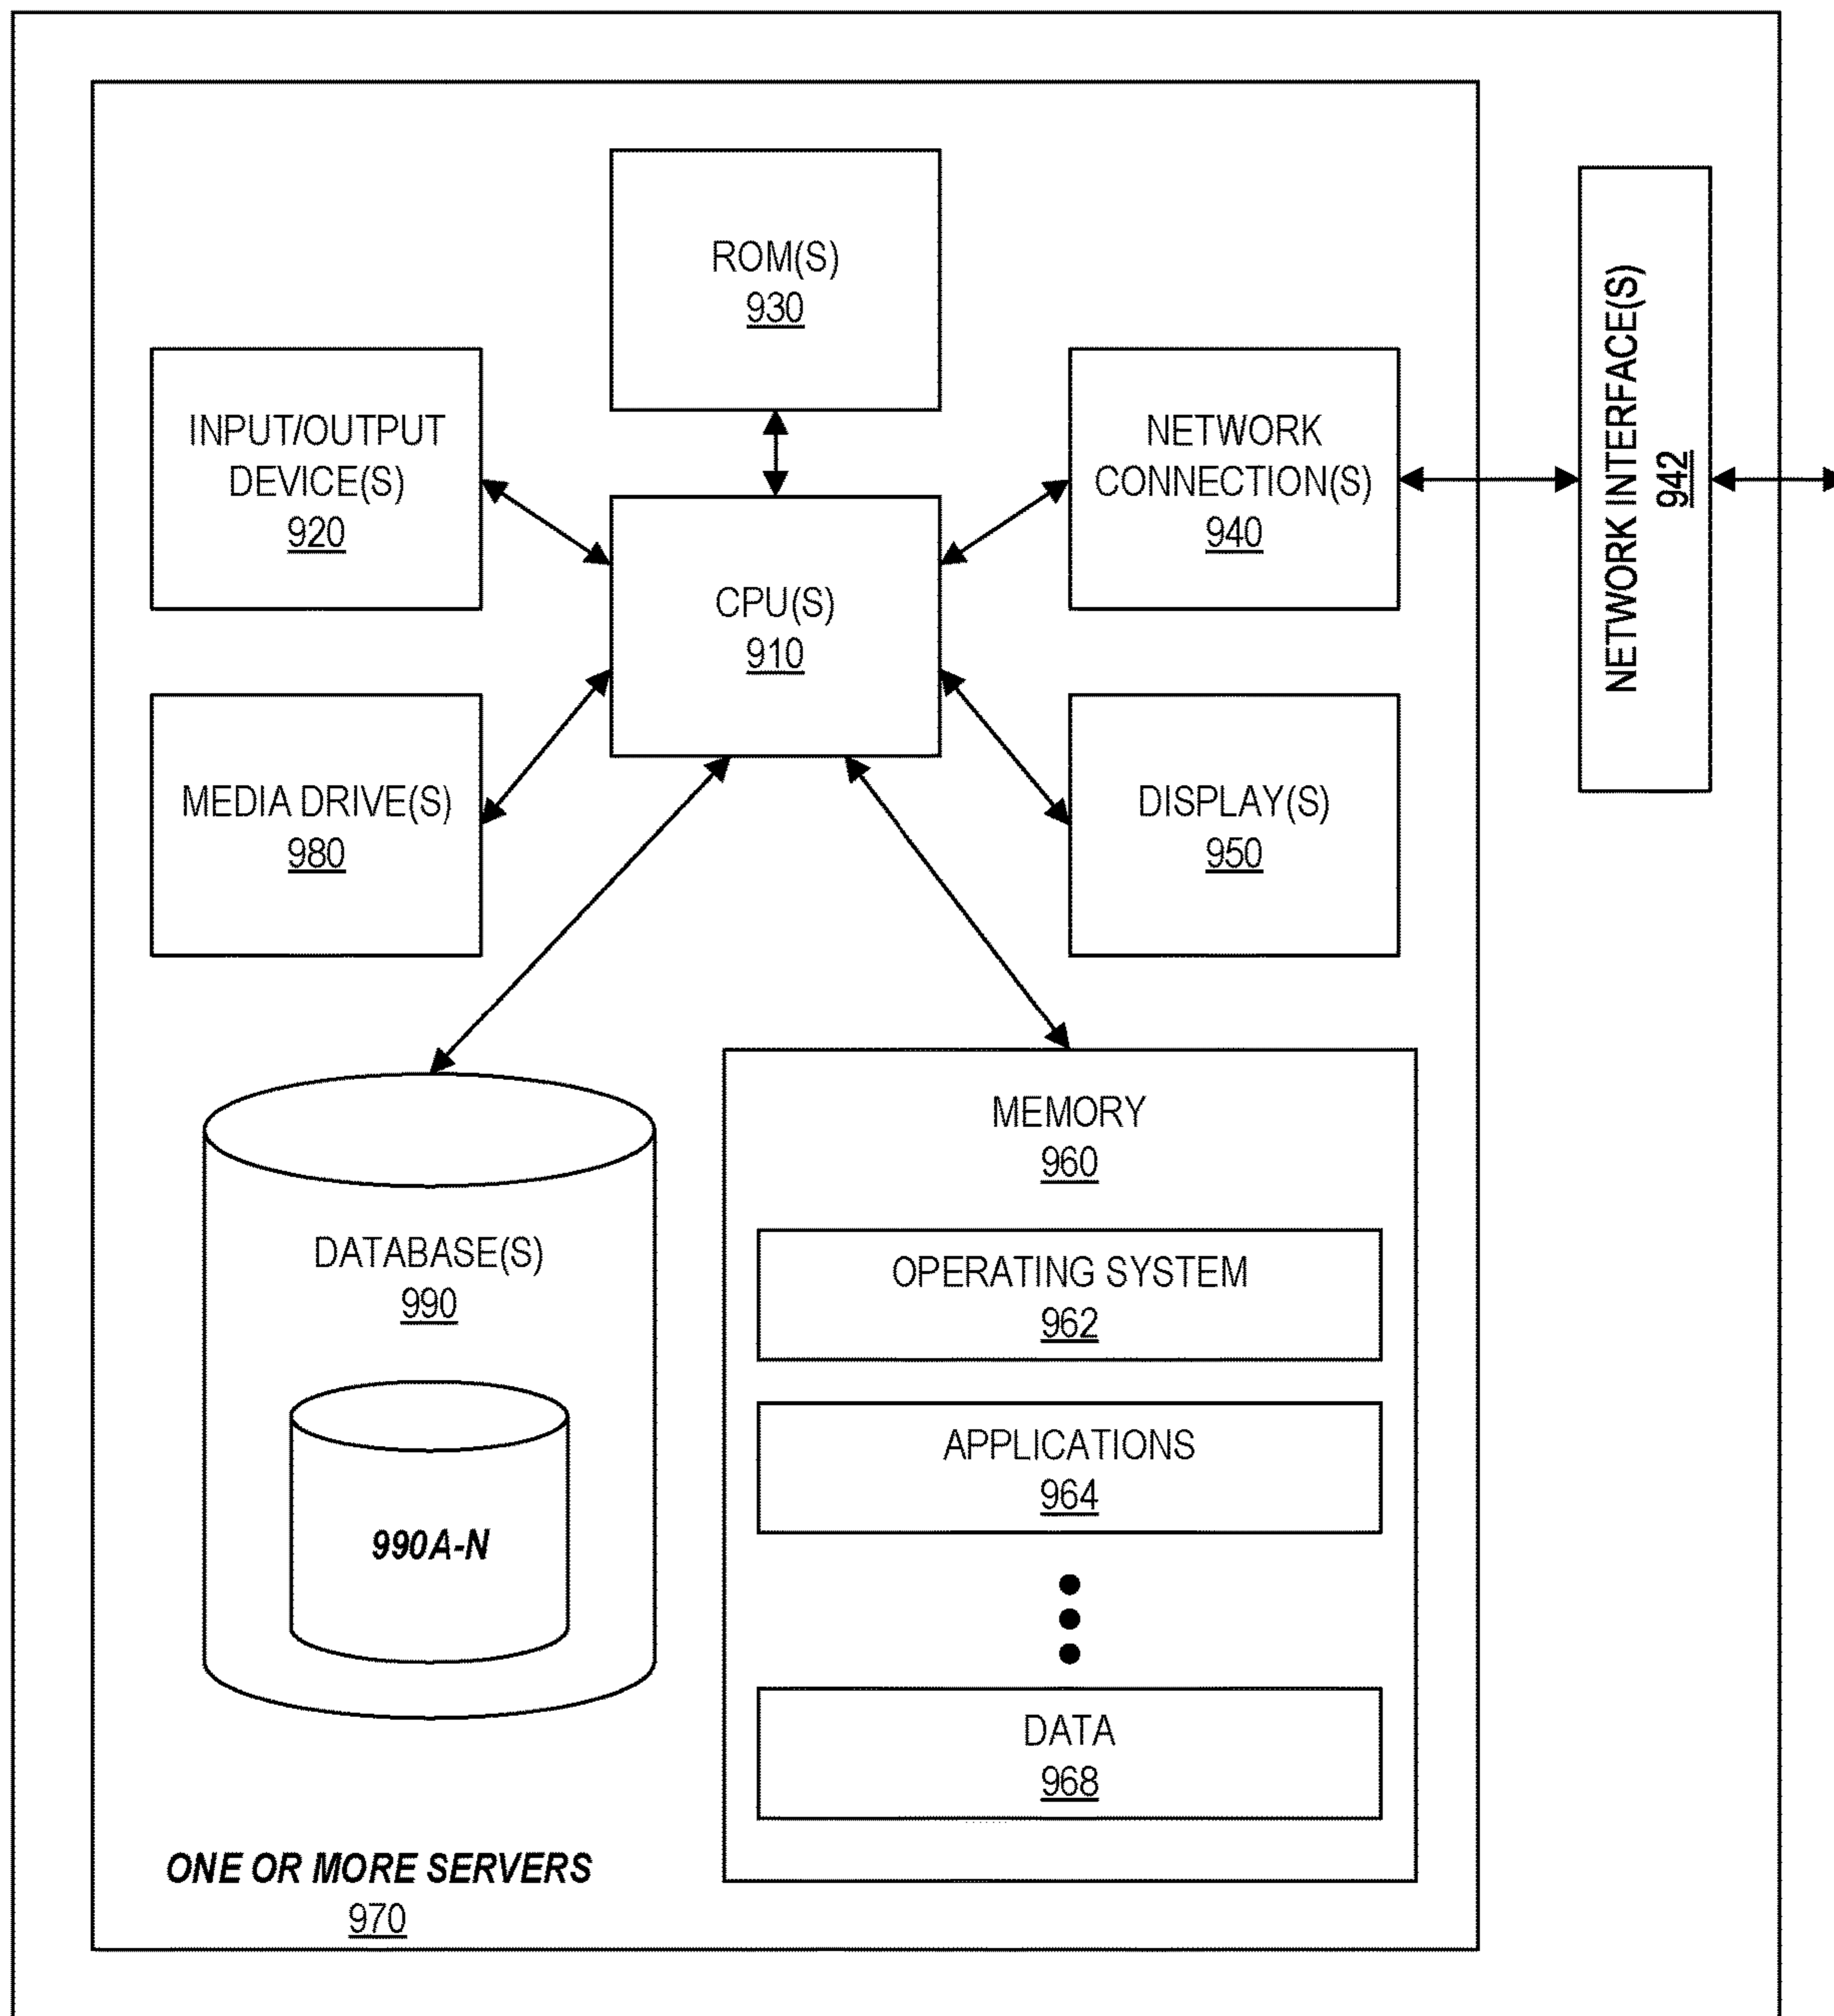 ROM(S)
930
INPUT/OUTPUT
DEVICE(S)
920
NETWORK
CONNECTION(S)
940
NETWORK INTERFACE(S)
942
CPU(S)
910
MEDIA DRIVE(S)
980
DISPLAY(S)
950
DATABASE(S)
990
990A-N
MEMORY
960
OPERATING SYSTEM
962
APPLICATIONS
964
DATA
968
ONE OR MORE SERVERS
970